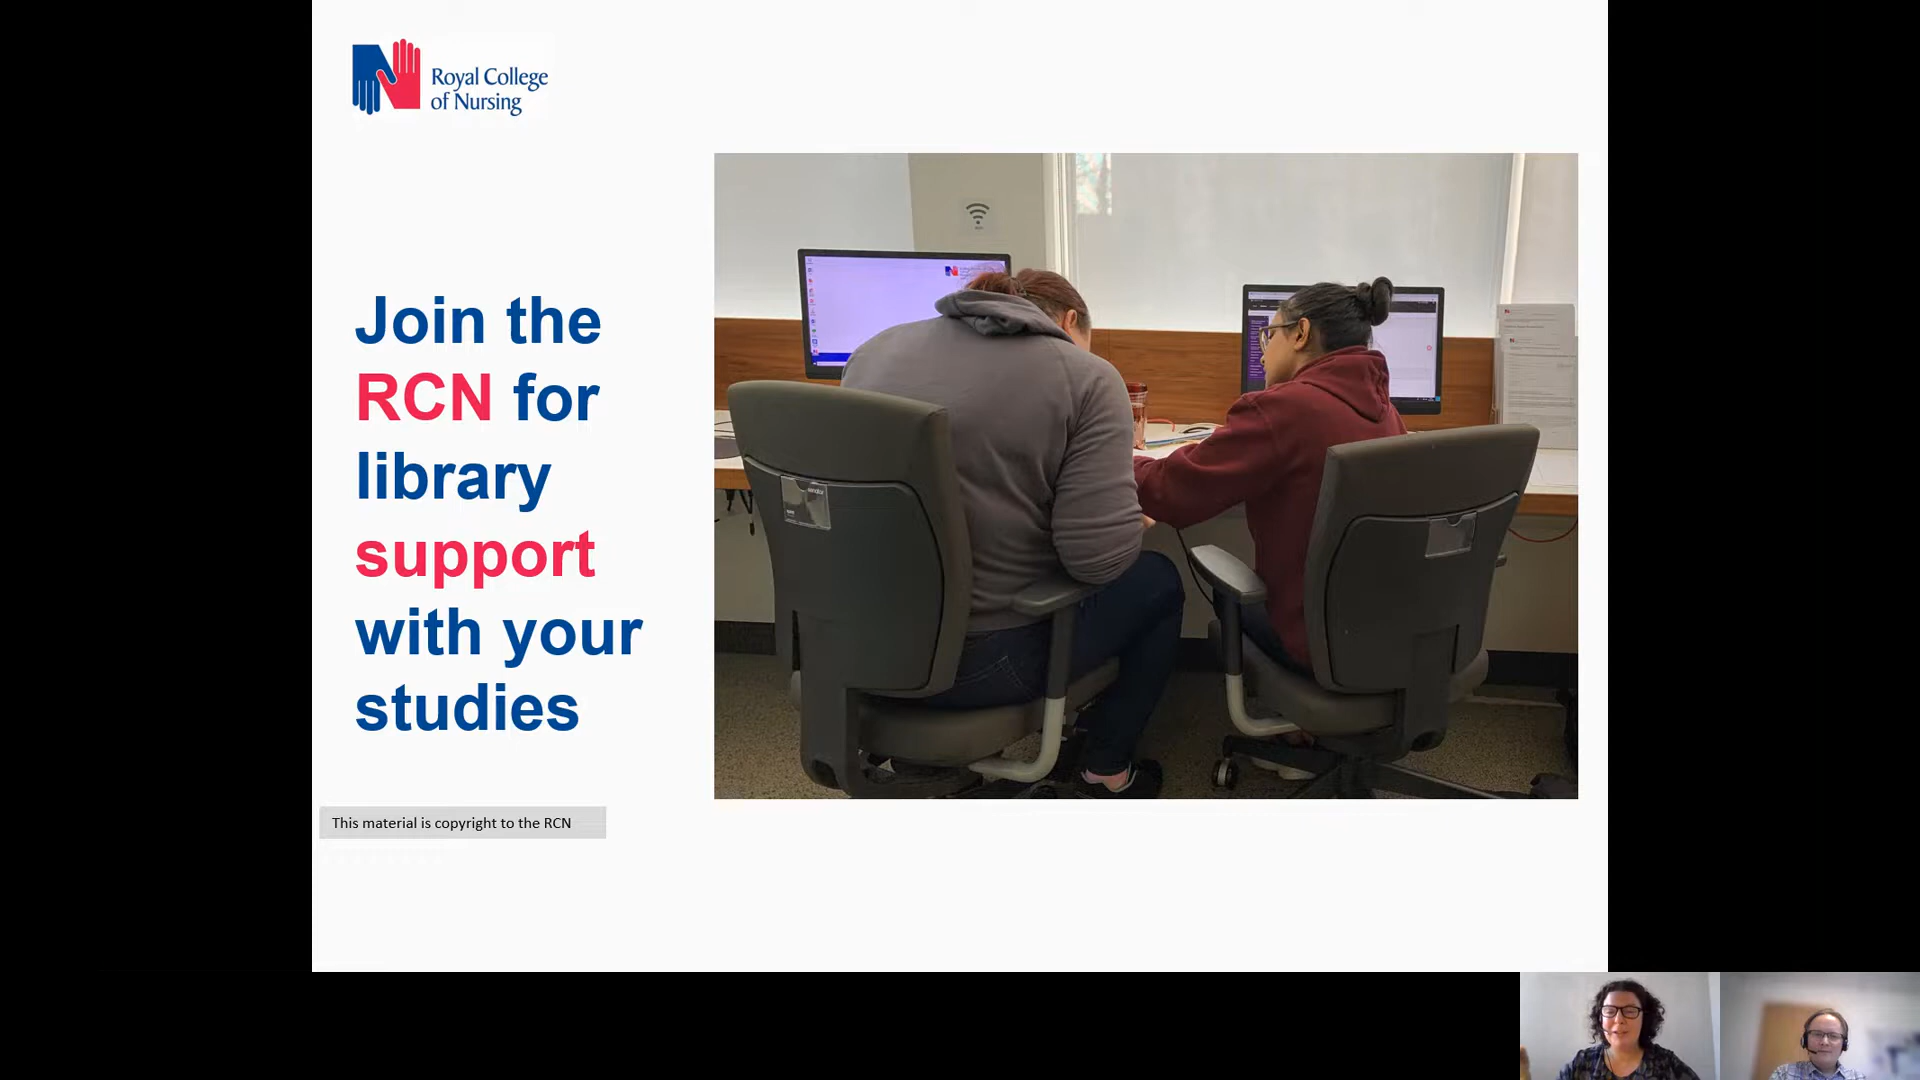 Royal College
of Nursing
Join the
RCN for
library
support
with your
studies
This material is copyright to the RCN